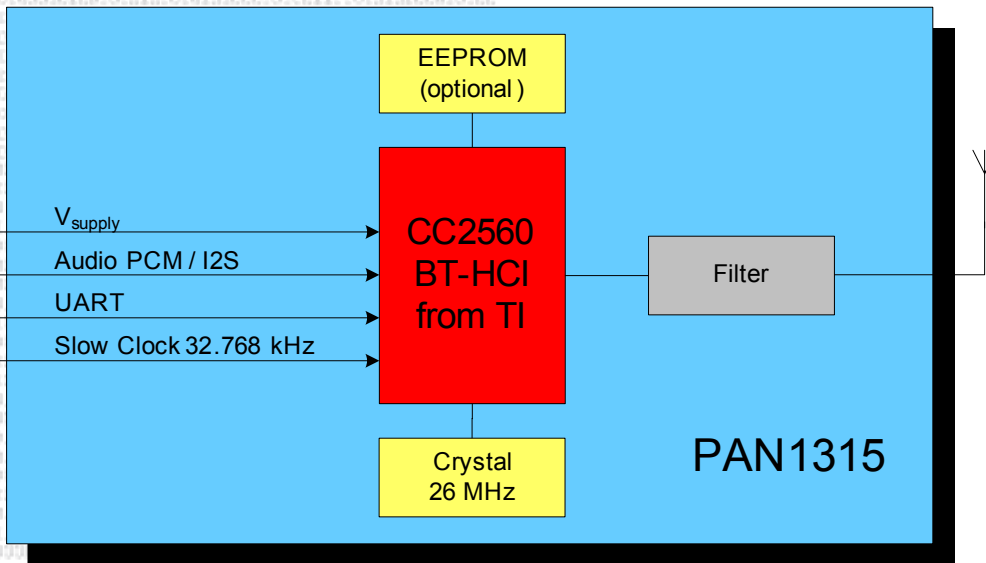 EEPROM
(optional)
V supply
Audio PCM / I2S
UART
Slow Clock 32.768 kHz
CC2560
BT-HCI
from TI
Filter
Crystal
26 MHz
PAN1315